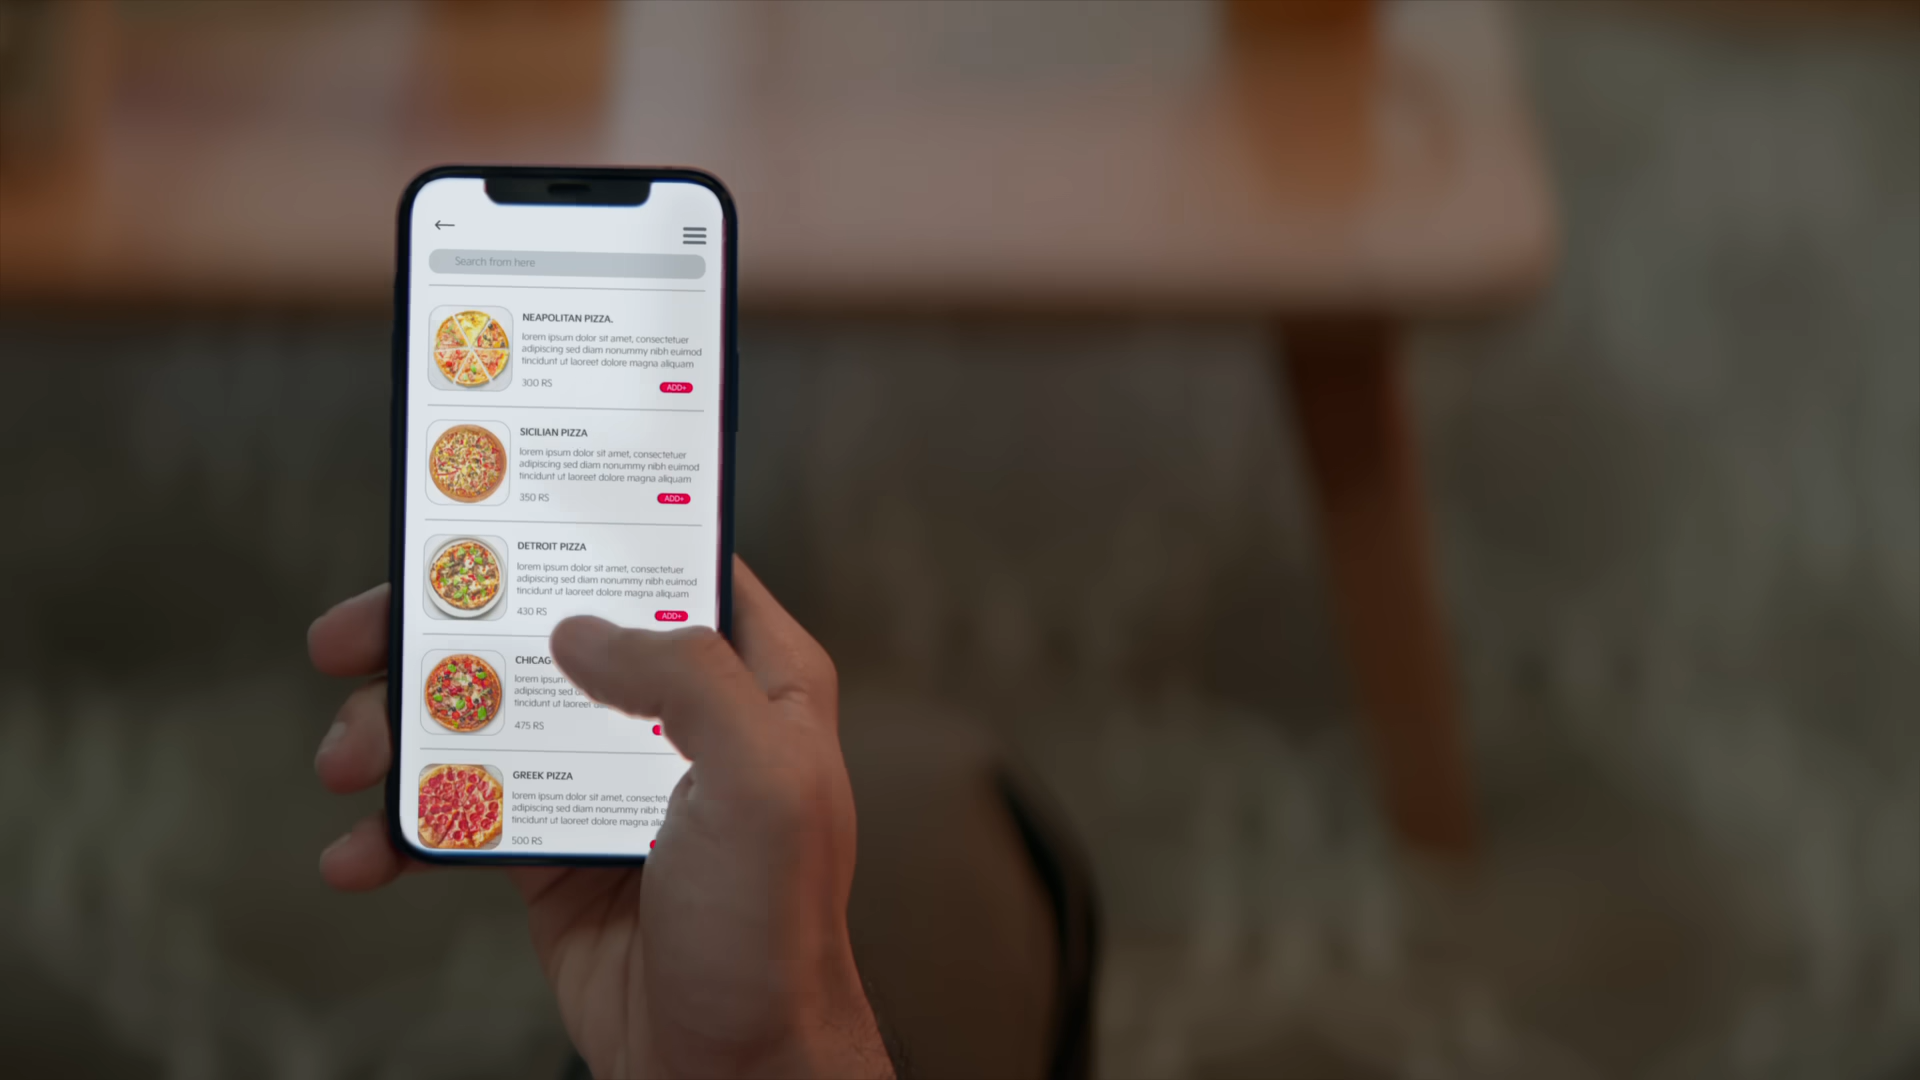 Search from here
NEAPOLITAN PIZZA.
lorem ipsum dolor sit amet, consectetuer
adipiscing sed diam nonummy nibh euimod
tincidunt ut laoreet dolore magna aliquam
300 RS
ADD+
SICILIAN PIZZA
lorem ipsum dolor sit amet, consectetuer
adipiscing sed diam nonummy nibh euimod
tincidunt ut laoreet dolore magna aliquam
350 RS
ADD+
DETROIT PIZZA
lorem ipsum dolor sit amet, consectetuer
adipiscing sed diam nonummy nibh euimod
tincidunt ut laoreet dolore magna aliquam
430 RS
ADD+
CHICAG
lorem ipsum
adipiscing sed
tincidunt ut laoreet
475 RS
GREEK PIZZA
lorem ipsum dolor sit amet,
adipiscing sed diam nonummy nibh
tincidunt ut laoreet dolore magna
500 RS